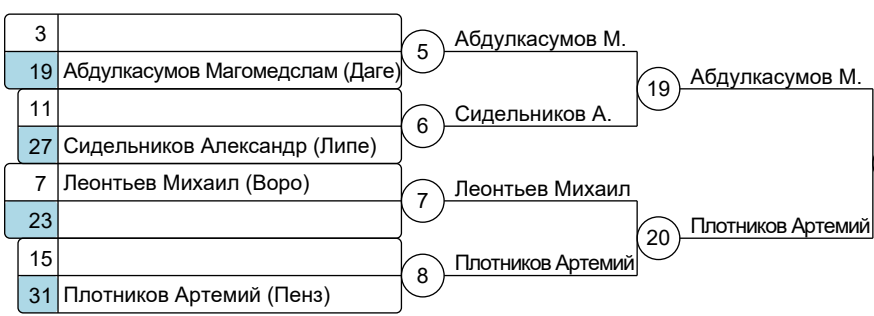 3
19 Абдулкасумов Магомедслам (Даге)
11
27 Сидельников Александр (Липе)
7 Леонтьев Михаил (Воро)
23
15
31 Плотников Артемий (Пенз)
5 Абдулкасумов М.
6 Сидельников А.
7 Леонтьев Михаил
8 Плотников Артемий
19 Абдулкасумов М.
20 Плотников Артемий